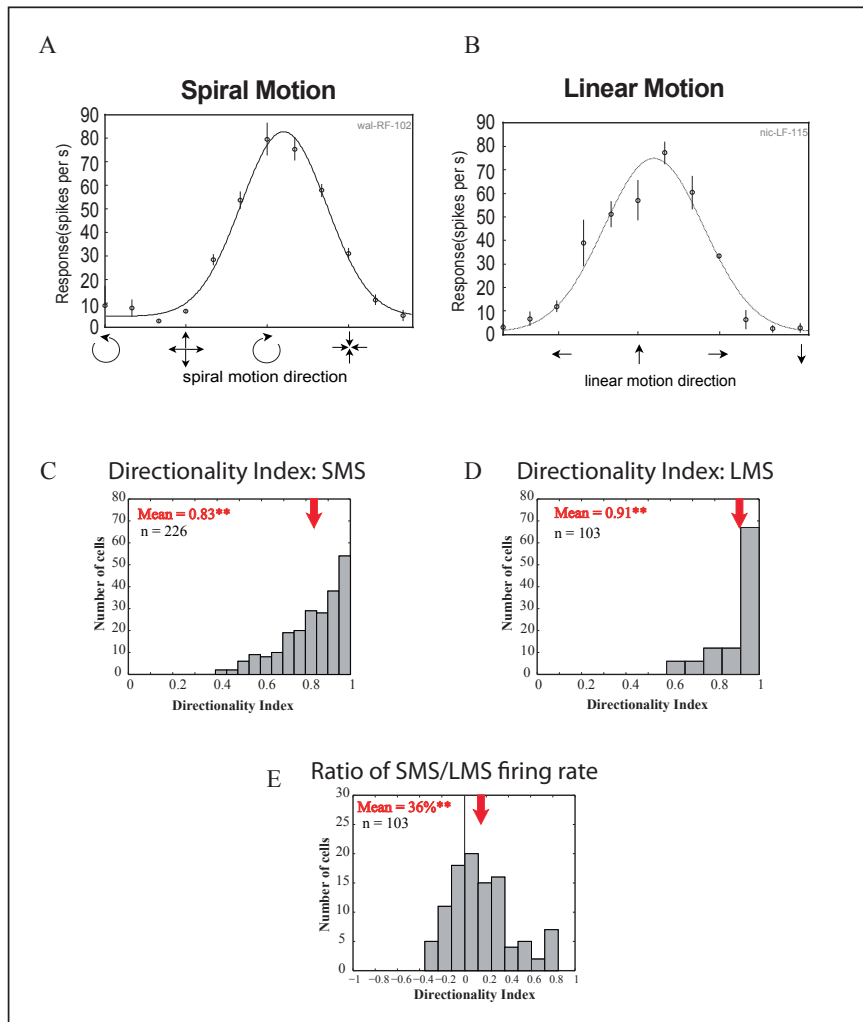 A
Spiral Motion
wal-RF-102
Response(spikes per s)
90
80
70
60
50
40
30
20
10
0
spiral motion direction
B
Linear Motion
nic-LF-115
Response(spikes per s)
90
80
70
60
50
40
30
20
10
0
linear motion direction
C
Directionality Index: SMS
Mean = 0.83**
n = 226
Number of cells
80
70
60
50
40
30
20
10
0
0 0.2 0.4 0.6 0.8 1
Directionality Index
D
Directionality Index: LMS
Mean = 0.91**
n = 103
Number of cells
80
70
60
50
40
30
20
10
0
0 0.2 0.4 0.6 0.8 1
Directionality Index
E
Ratio of SMS/LMS firing rate
Mean = 36%**
n = 103
Number of cells
30
25
20
15
10
5
0
−1 −0.8 −0.6 −0.4 −0.2 0 0.2 0.4 0.6 0.8 1
Directionality Index